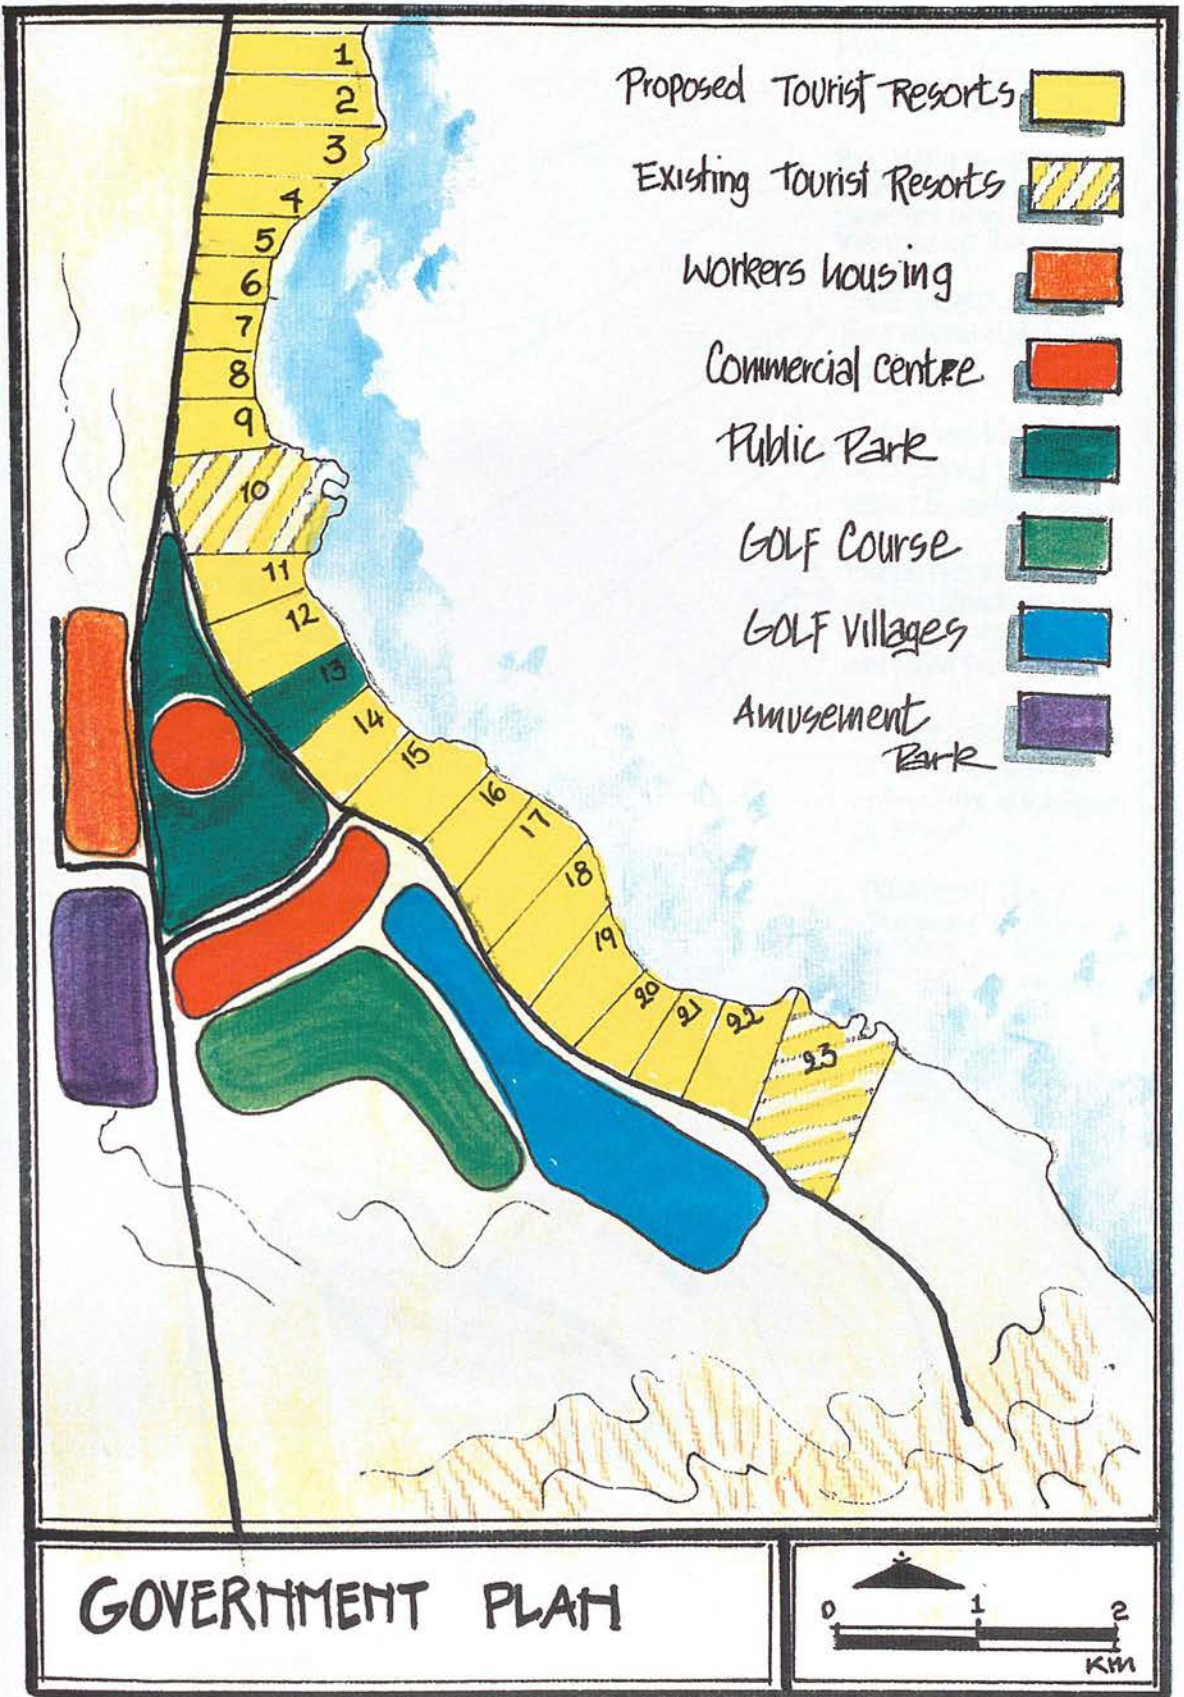 Proposed Tourist Resorts
Existing Tourist Resorts
Workers housing
Commercial centre
Public Park
GOLF Course
GOLF Villages
Amusement
Park
1
2
3
4
5
6
7
8
9
10
11
12
13
14
15
16
17
18
19
20
21
22
23
GOVERNMENT PLAN
0 1 2
KM